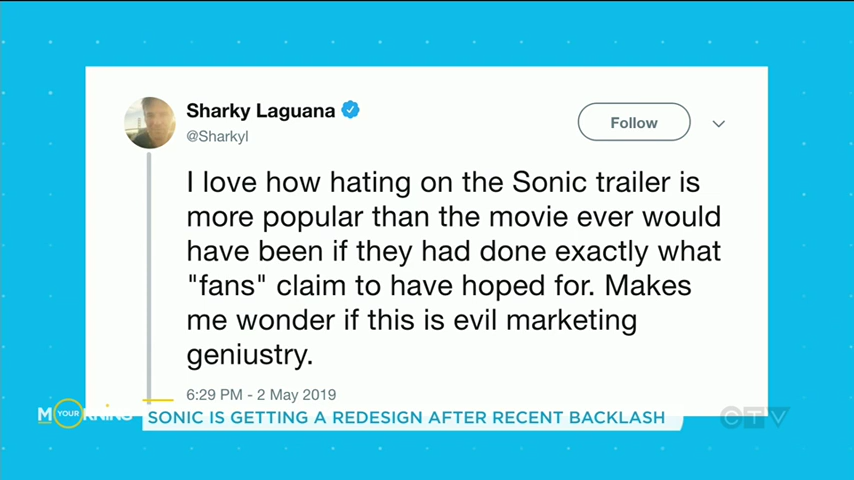 Sharky Laguana
@Sharkyl
Follow
I love how hating on the Sonic trailer is
more popular than the movie ever would
have been if they had done exactly what
"fans" claim to have hoped for. Makes
me wonder if this is evil marketing
geniustry.
6:29 PM - 2 May 2019
YOUR
MORNING
SONIC IS GETTING A REDESIGN AFTER RECENT BACKLASH
CTV